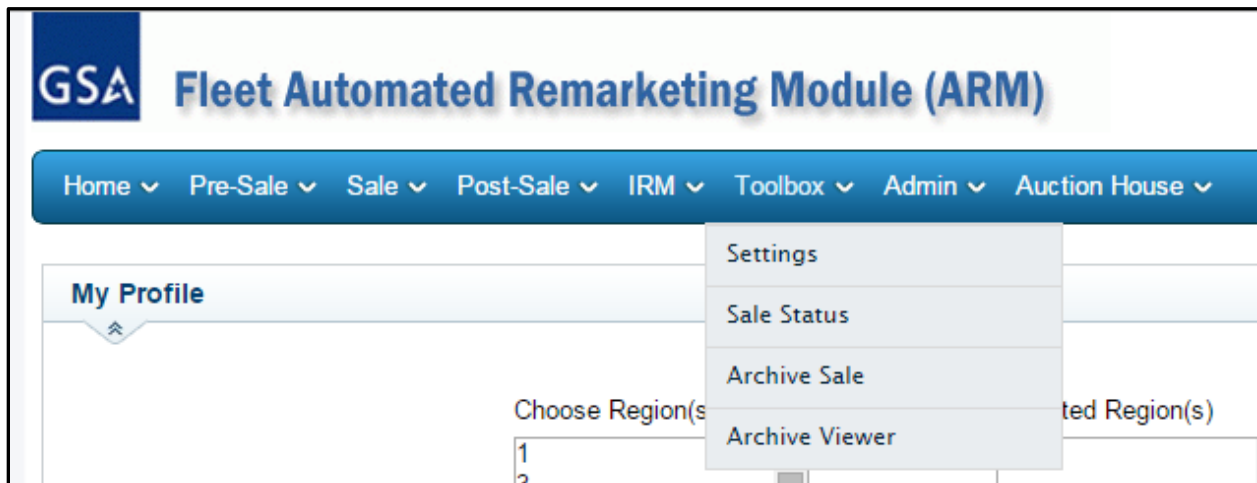 GSA
Fleet Automated Remarketing Module (ARM)
Home Pre-Sale Sale Post-Sale IRM Toolbox Admin Auction House
Settings
My Profile
Sale Status
Archive Sale
Choose Region(s
ted Region(s)
Archive Viewer
1